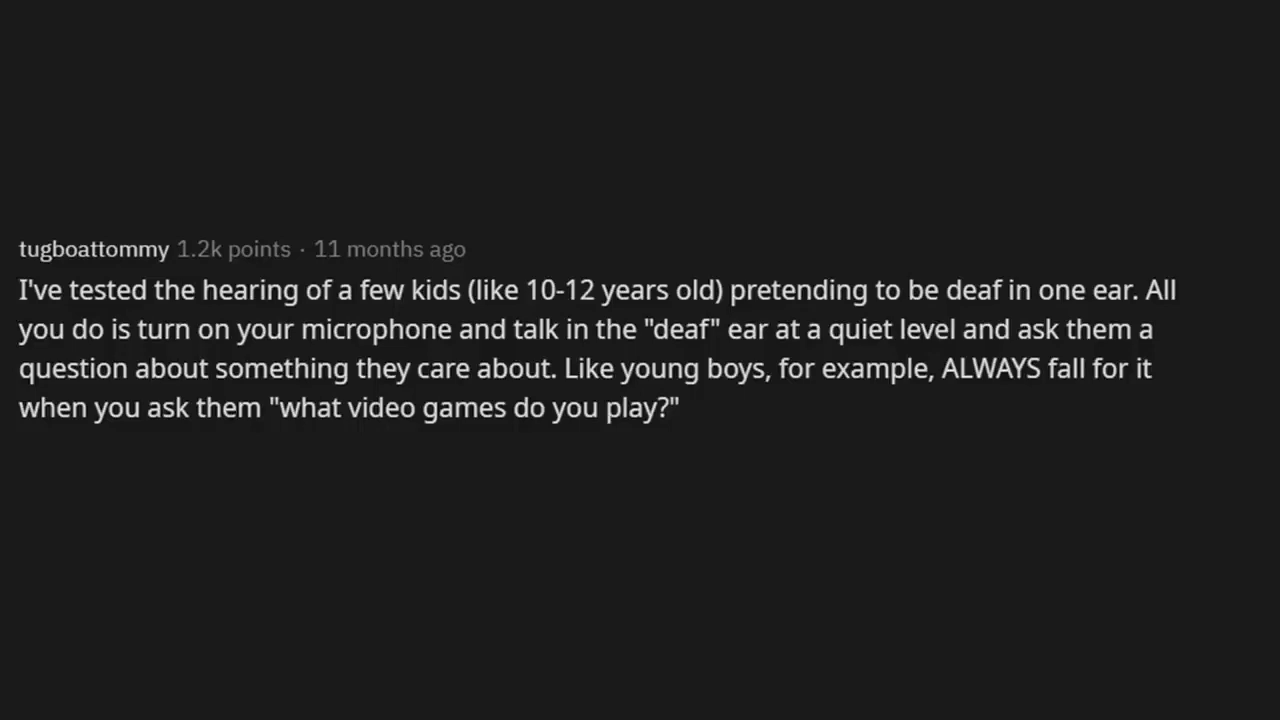 tugboattommy 1.2k points · 11 months ago
I've tested the hearing of a few kids (like 10-12 years old) pretending to be deaf in one ear. All
you do is turn on your microphone and talk in the "deaf" ear at a quiet level and ask them a
question about something they care about. Like young boys, for example, ALWAYS fall for it
when you ask them "what video games do you play?"